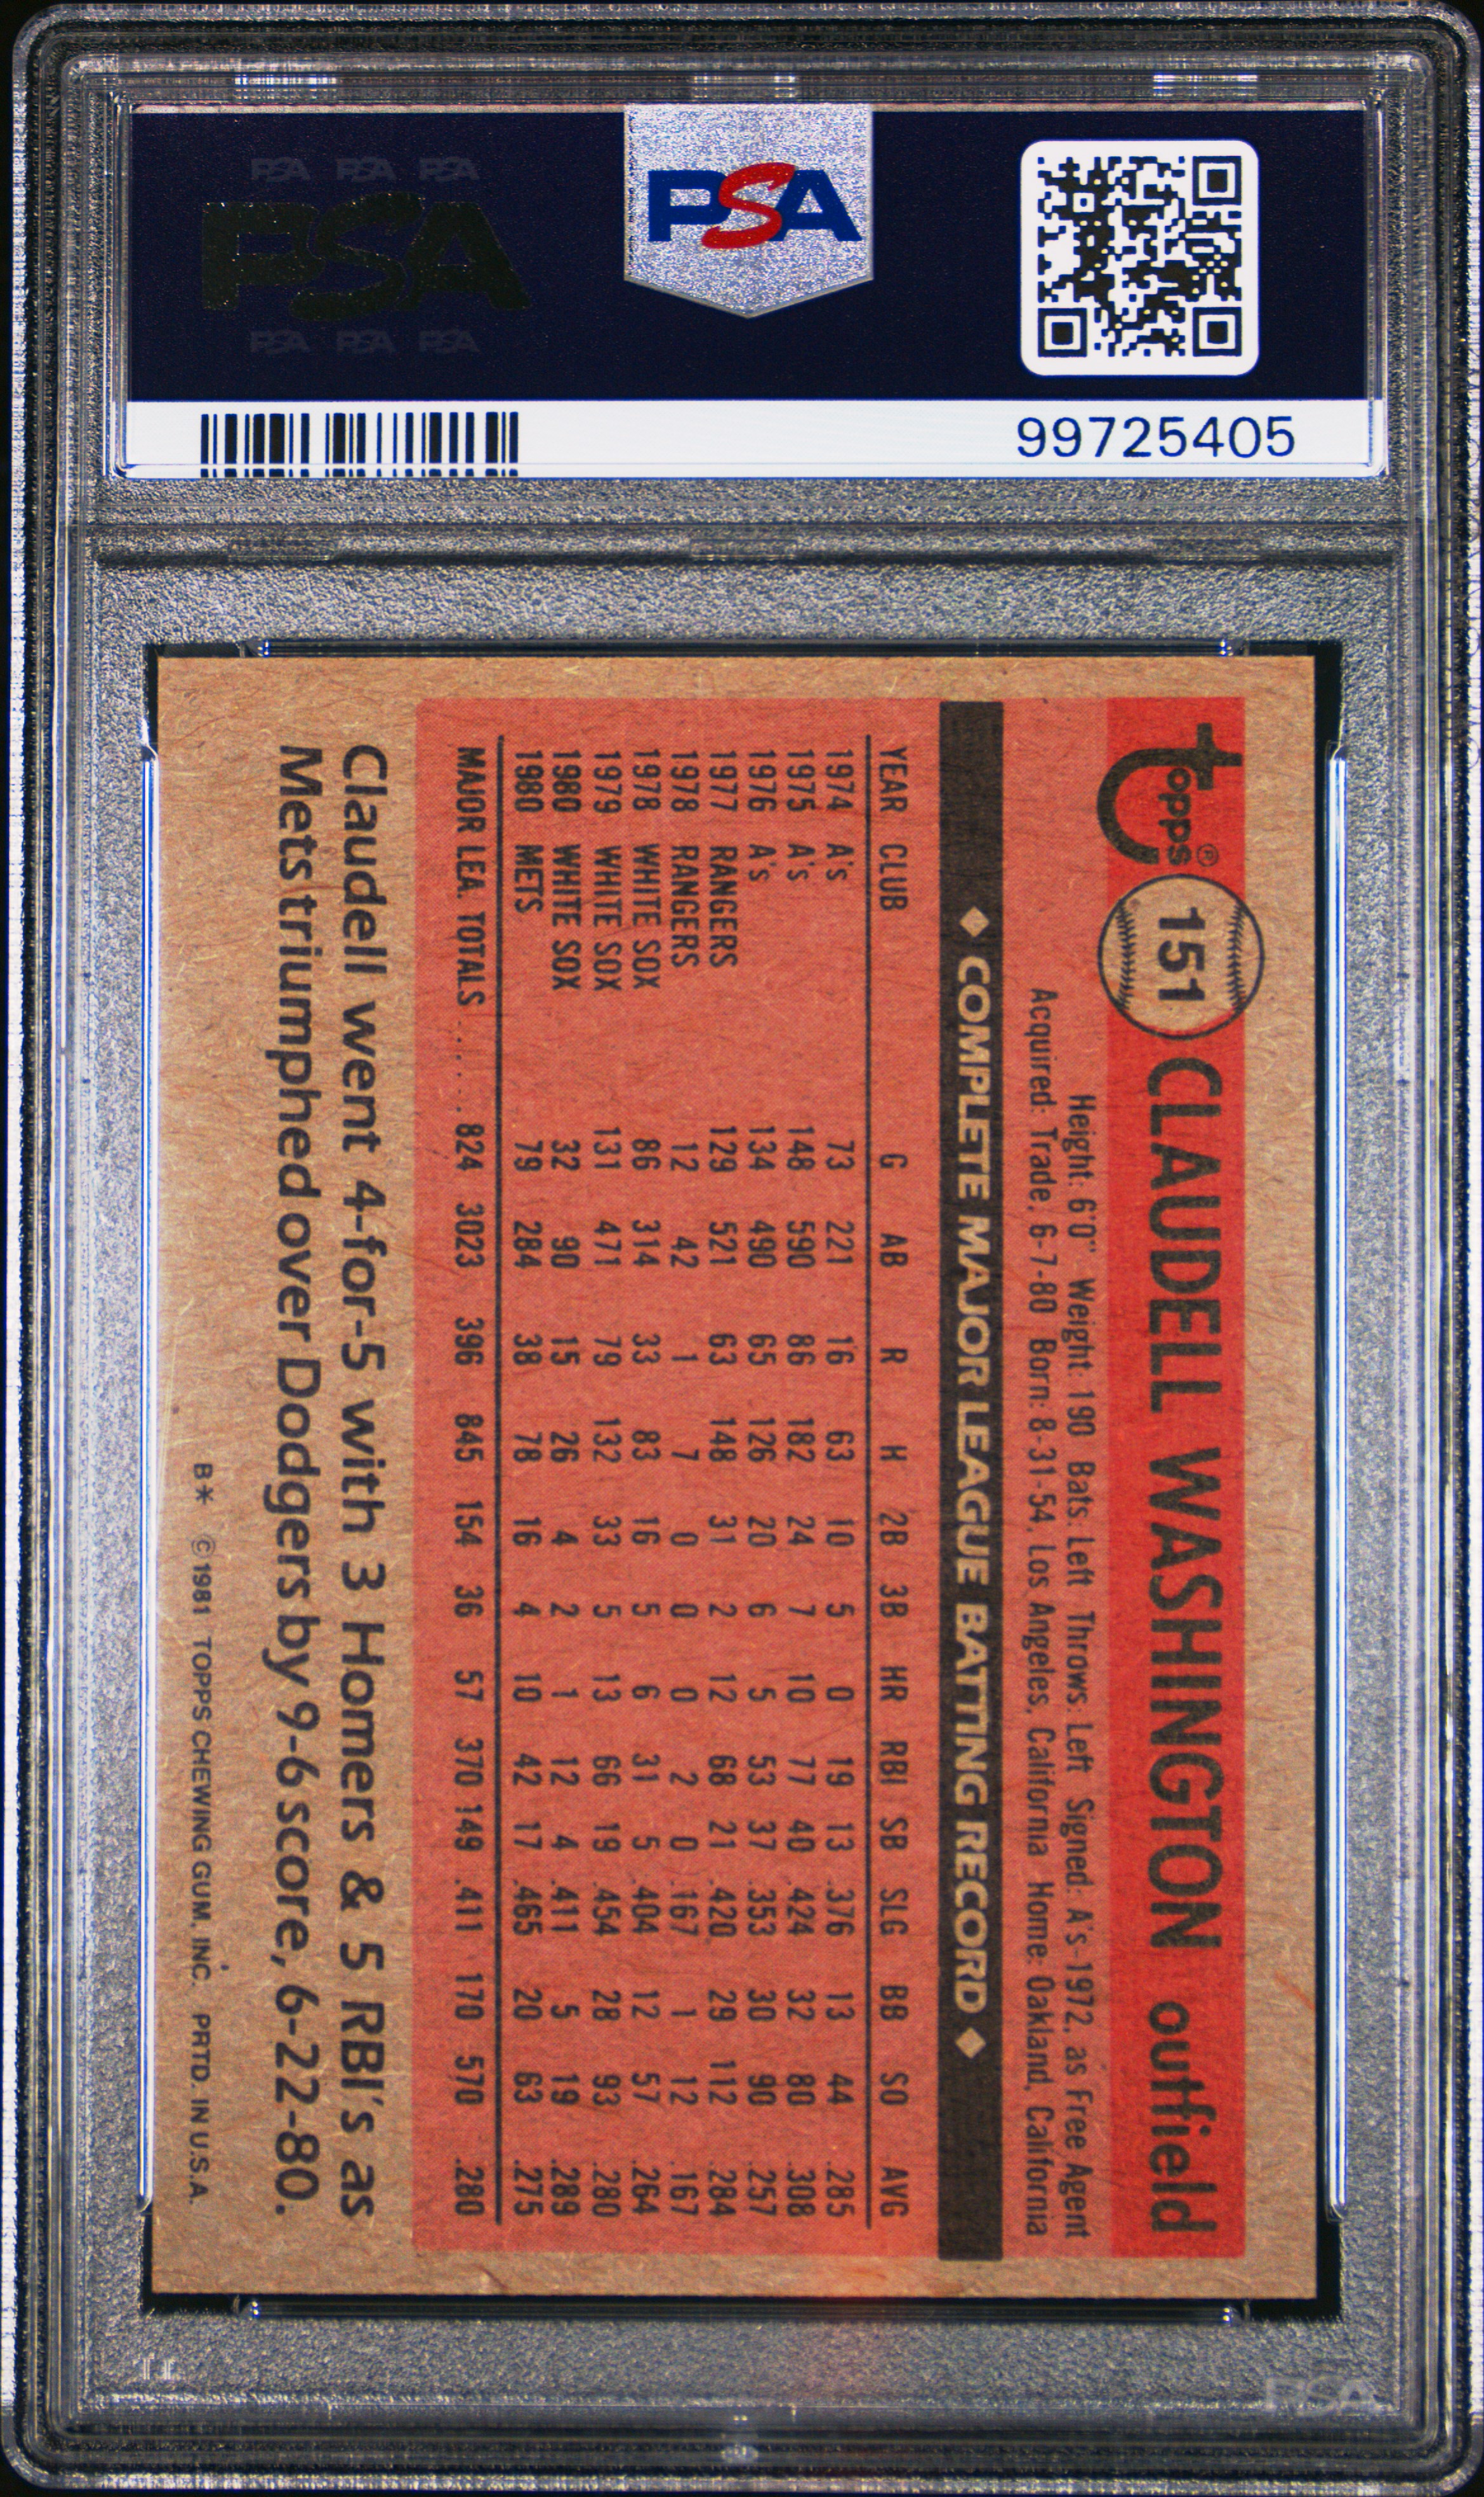 PSA PSA PSA
PSA
PSA PSA PSA
PSA
99725405
topps® 151 CLAUDELL WASHINGTON outfield
Height: 6'0" Weight: 190 Bats: Left Throws: Left Signed: A's-1972, as Free Agent
Acquired: Trade, 6-7-80 Born: 8-31-54, Los Angeles, California Home: Oakland, California
◆ COMPLETE MAJOR LEAGUE BATTING RECORD ◆
YEAR CLUB G AB R H 2B 3B HR RBI SB SLG BB SO AVG
1974 A's 73 221 16 63 10 5 0 19 13 .376 13 44 .285
1975 A's 148 590 86 182 24 7 10 77 40 .424 32 80 .308
1976 A's 134 490 65 126 20 6 5 53 37 .353 30 90 .257
1977 RANGERS 129 521 63 148 31 2 12 68 21 .420 29 112 .284
1978 RANGERS 12 42 1 7 0 0 0 2 0 .167 1 12 .167
1978 WHITE SOX 86 314 33 83 16 5 6 31 5 .404 12 57 .264
1979 WHITE SOX 131 471 79 132 33 5 13 66 19 .454 28 93 .280
1980 WHITE SOX 32 90 15 26 4 2 1 12 4 .411 5 19 .289
1980 METS 79 284 38 78 16 4 10 42 17 .465 20 63 .275
MAJOR LEA. TOTALS ...... 824 3023 396 845 154 36 57 370 149 .411 170 570 .280
Claudell went 4-for-5 with 3 Homers & 5 RBI's as
Mets triumphed over Dodgers by 9-6 score, 6-22-80.
B* ©1981 TOPPS CHEWING GUM, INC. PRTD. IN U.S.A.
PSA